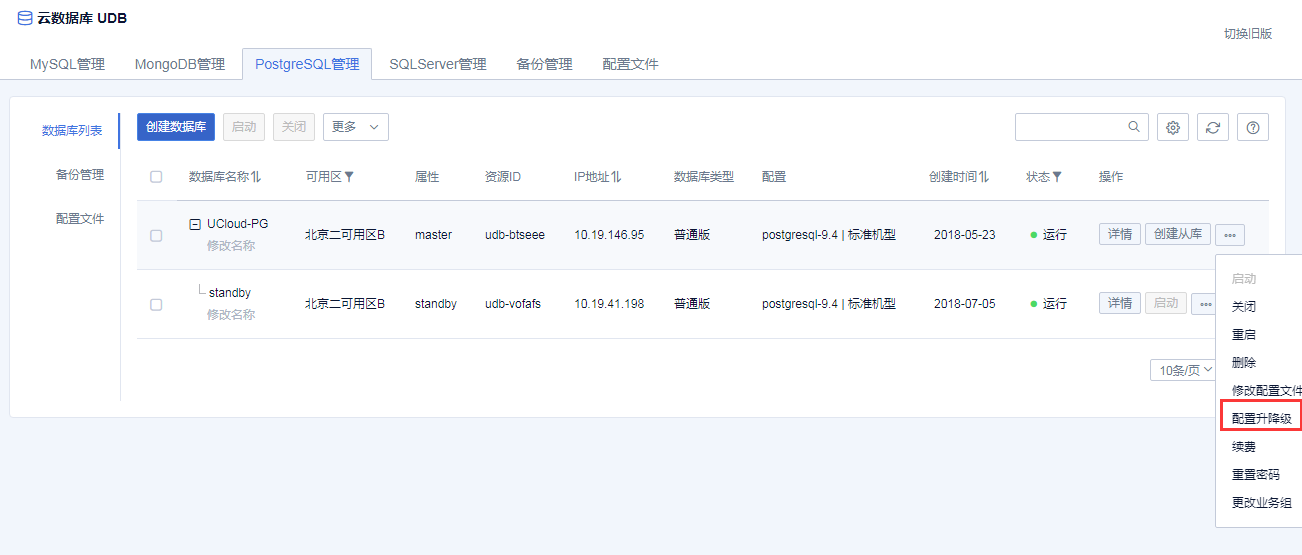 云数据库 UDB
切换旧版
MySQL管理 MongoDB管理 PostgreSQL管理 SQLServer管理 备份管理 配置文件
数据库列表
备份管理
配置文件
创建数据库 启动 关闭 更多
数据库名称 可用区 属性 资源ID IP地址 数据库类型 配置 创建时间 状态 操作
UCloud-PG
修改名称
北京二可用区B master udb-btseee 10.19.146.95 普通版 postgresql-9.4 | 标准机型 2018-05-23 运行 详情 创建从库
standby
修改名称
北京二可用区B standby udb-vofafs 10.19.41.198 普通版 postgresql-9.4 | 标准机型 2018-07-05 运行 详情 启动
10条/页
启动
关闭
重启
删除
修改配置文件
配置升降级
续费
重置密码
更改业务组